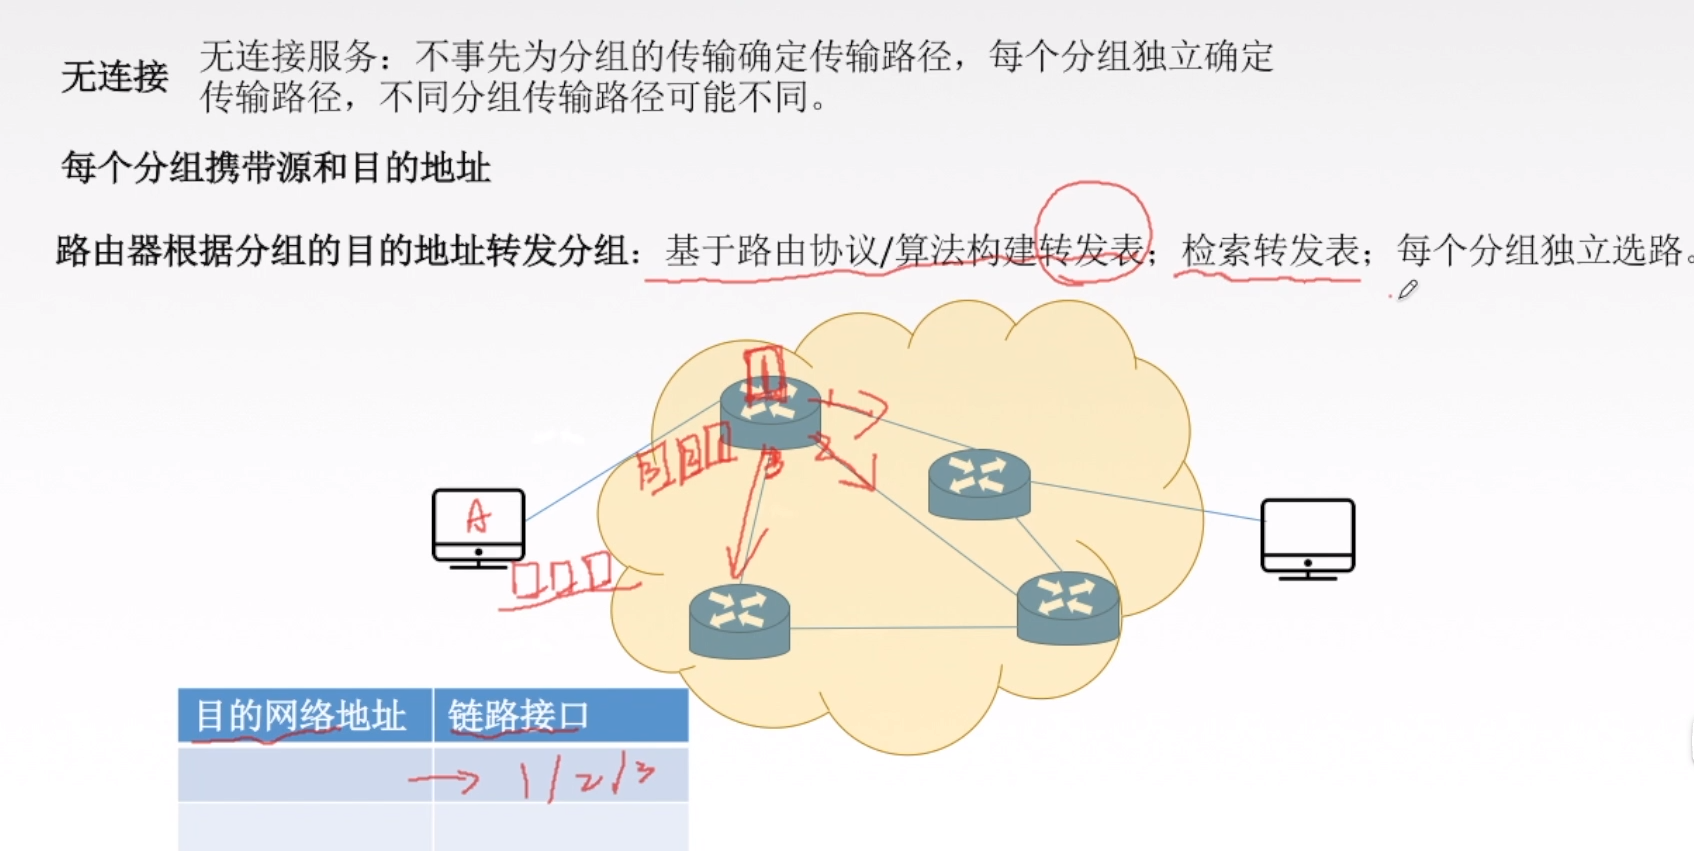 无连接
无连接服务：不事先为分组的传输确定传输路径，每个分组独立确定
传输路径，不同分组传输路径可能不同。
每个分组携带源和目的地址
路由器根据分组的目的地址转发分组：基于路由协议/算法构建转发表；检索转发表；每个分组独立选路。
1
1
3 2 1
3
2
A
目的网络地址 链路接口
→ 1/2/3